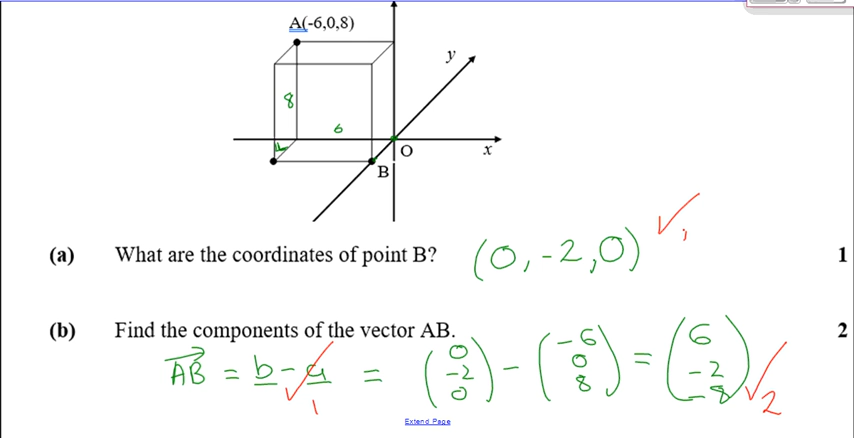 A(-6,0,8)
y
8
6
O
x
B
(a) What are the coordinates of point B? (0, -2, 0) ✓ 1
(b) Find the components of the vector AB. 2
AB = b - a = (0 -2 0) - (-6 0 8) = (6 -2 -8) ✓ 2
✓ 1
Extend Page